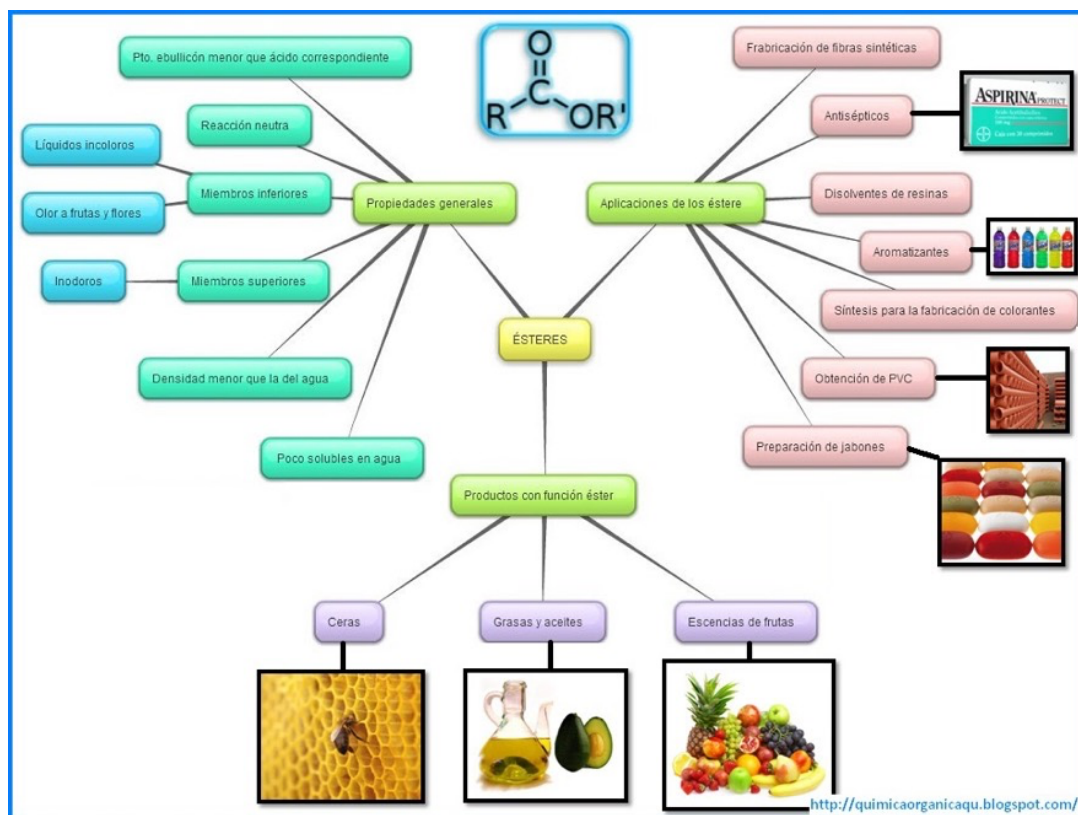 O
C
R
OR'
Pto. ebullicón menor que ácido correspondiente
Reacción neutra
Líquidos incoloros
Miembros inferiores
Olor a frutas y flores
Propiedades generales
Inodoros
Miembros superiores
Densidad menor que la del agua
Poco solubles en agua
Frabricación de fibras sintéticas
Antisépticos
ASPIRINA PROTECT
Aplicaciones de los éstere
Disolventes de resinas
Aromatizantes
Síntesis para la fabricación de colorantes
Obtención de PVC
Preparación de jabones
ÉSTERES
Productos con función éster
Ceras
Grasas y aceites
Escencias de frutas
http://quimicaorganicaqu.blogspot.com/